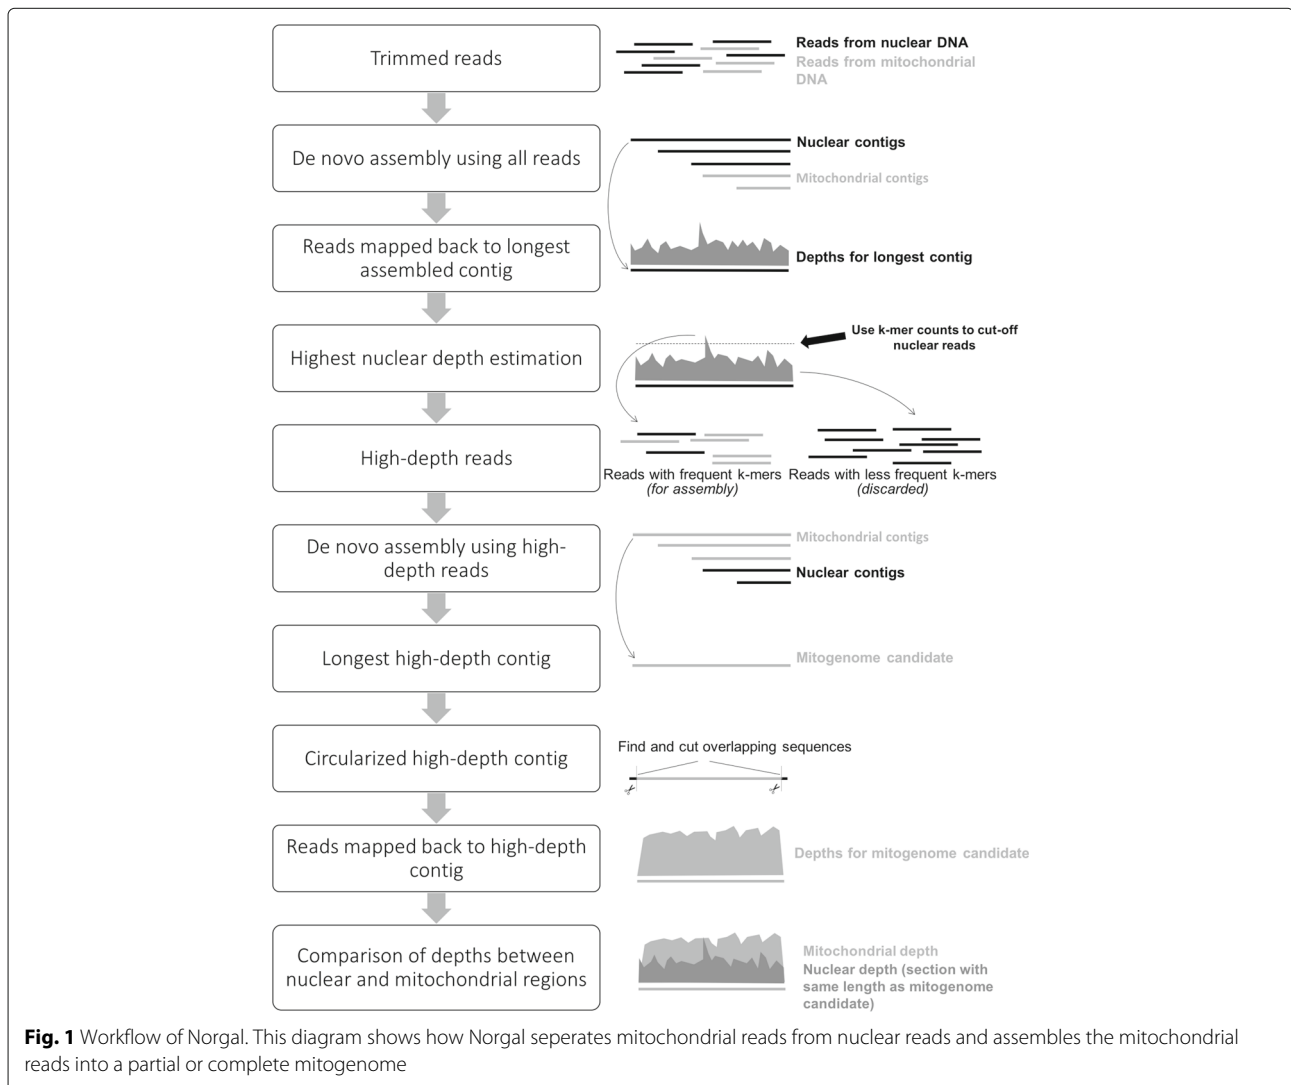 Trimmed reads
Reads from nuclear DNA
Reads from mitochondrial
DNA
De novo assembly using all reads
Nuclear contigs
Mitochondrial contigs
Reads mapped back to longest
assembled contig
Depths for longest contig
Highest nuclear depth estimation
Use k-mer counts to cut-off
nuclear reads
High-depth reads
Reads with frequent k-mers
(for assembly)
Reads with less frequent k-mers
(discarded)
De novo assembly using high-
depth reads
Mitochondrial contigs
Nuclear contigs
Longest high-depth contig
Mitogenome candidate
Circularized high-depth contig
Find and cut overlapping sequences
Reads mapped back to high-depth
contig
Depths for mitogenome candidate
Comparison of depths between
nuclear and mitochondrial regions
Mitochondrial depth
Nuclear depth (section with
same length as mitogenome
candidate)
Fig. 1 Workflow of Norgal. This diagram shows how Norgal seperates mitochondrial reads from nuclear reads and assembles the mitochondrial
reads into a partial or complete mitogenome